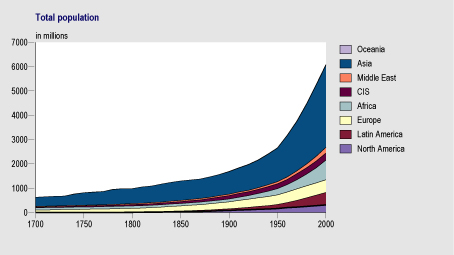 Total population
in millions
7000
6000
5000
4000
3000
2000
1000
0
1700
1750
1800
1850
1900
1950
2000
Oceania
Asia
Middle East
CIS
Africa
Europe
Latin America
North America